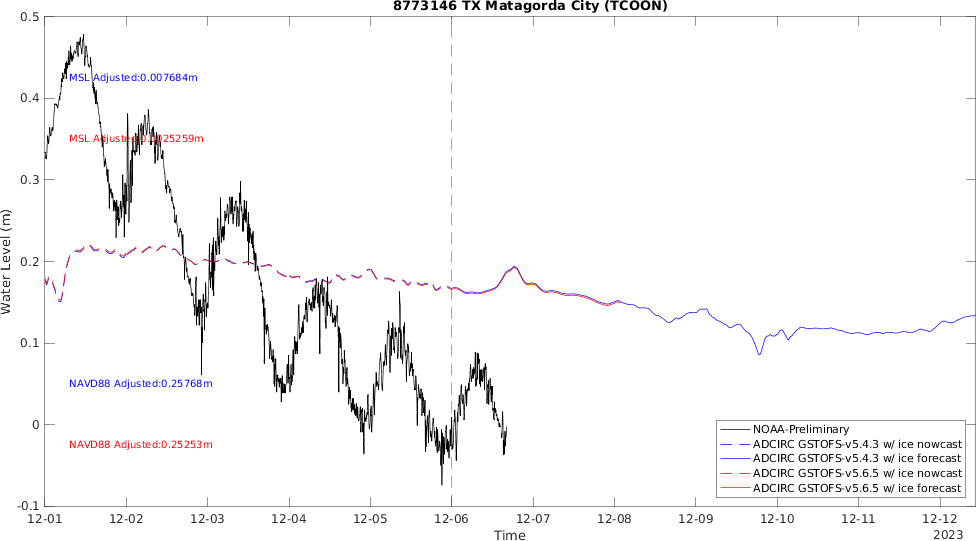 8773146 TX Matagorda City (TCOON)
0.5
0.4
0.3
0.2
0.1
0
-0.1
Water Level (m)
MSL Adjusted:0.007684m
MSL Adjusted:0.0025259m
NAVD88 Adjusted:0.25768m
NAVD88 Adjusted:0.25253m
NOAA-Preliminary
ADCIRC GSTOFS-v5.4.3 w/ ice nowcast
ADCIRC GSTOFS-v5.4.3 w/ ice forecast
ADCIRC GSTOFS-v5.6.5 w/ ice nowcast
ADCIRC GSTOFS-v5.6.5 w/ ice forecast
12-01 12-02 12-03 12-04 12-05 12-06 12-07 12-08 12-09 12-10 12-11 12-12
Time
2023